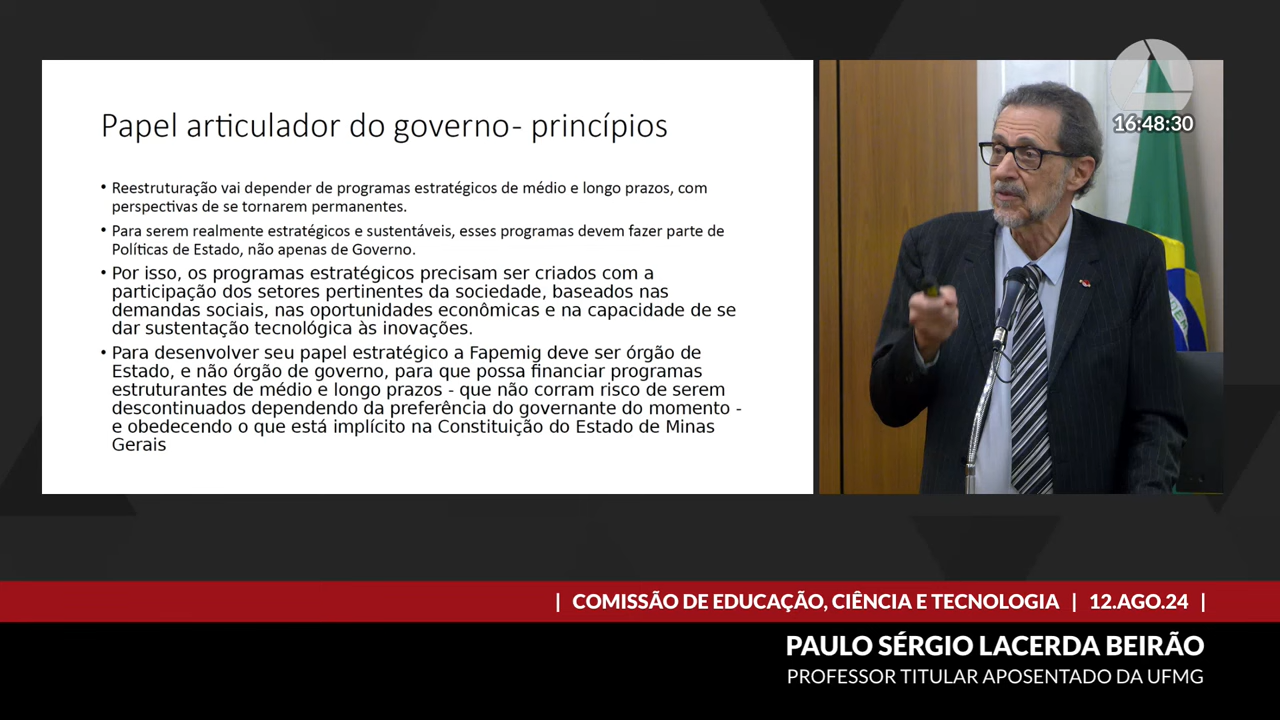 Papel articulador do governo- princípios
• Reestruturação vai depender de programas estratégicos de médio e longo prazos, com
perspectivas de se tornarem permanentes.
• Para serem realmente estratégicos e sustentáveis, esses programas devem fazer parte de
Políticas de Estado, não apenas de Governo.
• Por isso, os programas estratégicos precisam ser criados com a
participação dos setores pertinentes da sociedade, baseados nas
demandas sociais, nas oportunidades econômicas e na capacidade de se
dar sustentação tecnológica às inovações.
• Para desenvolver seu papel estratégico a Fapemig deve ser órgão de
Estado, e não órgão de governo, para que possa financiar programas
estruturantes de médio e longo prazos - que não corram risco de serem
descontinuados dependendo da preferência do governante do momento -
e obedecendo o que está implícito na Constituição do Estado de Minas
Gerais
16:48:30
| COMISSÃO DE EDUCAÇÃO, CIÊNCIA E TECNOLOGIA | 12.AGO.24 |
PAULO SÉRGIO LACERDA BEIRÃO
PROFESSOR TITULAR APOSENTADO DA UFMG